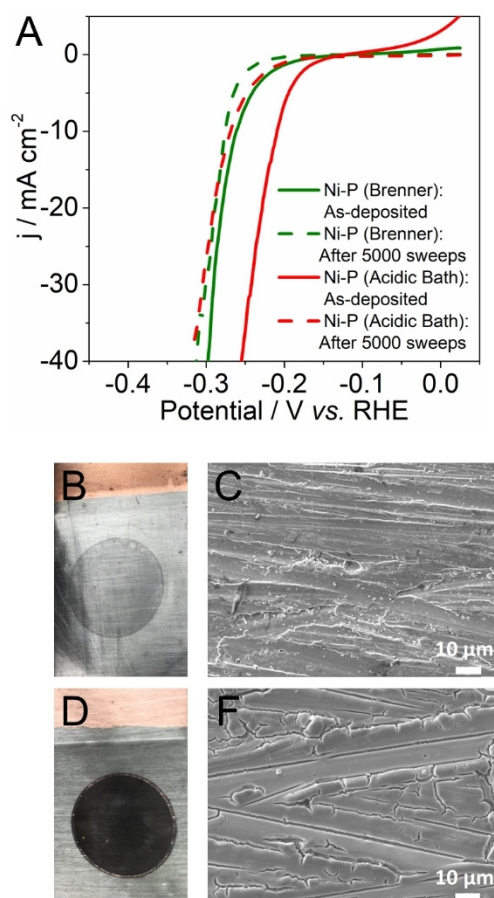 A
0
-10
-20
-30
-40
j / mA cm⁻²
Ni-P (Brenner):
As-deposited
Ni-P (Brenner):
After 5000 sweeps
Ni-P (Acidic Bath):
As-deposited
Ni-P (Acidic Bath):
After 5000 sweeps
-0.4 -0.3 -0.2 -0.1 0.0
Potential / V vs. RHE
B
C
10 µm
D
F
10 µm